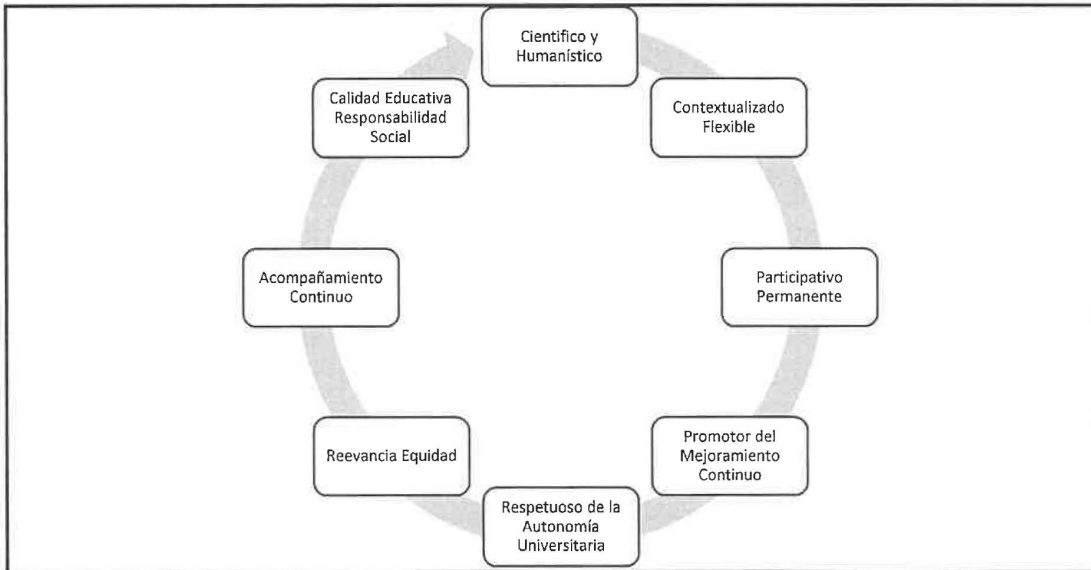 Cientifico y
Humanístico
Contextualizado
Flexible
Participativo
Permanente
Promotor del
Mejoramiento
Continuo
Respetuoso de la
Autonomía
Universitaria
Reevancia Equidad
Acompañamiento
Continuo
Calidad Educativa
Responsabilidad
Social